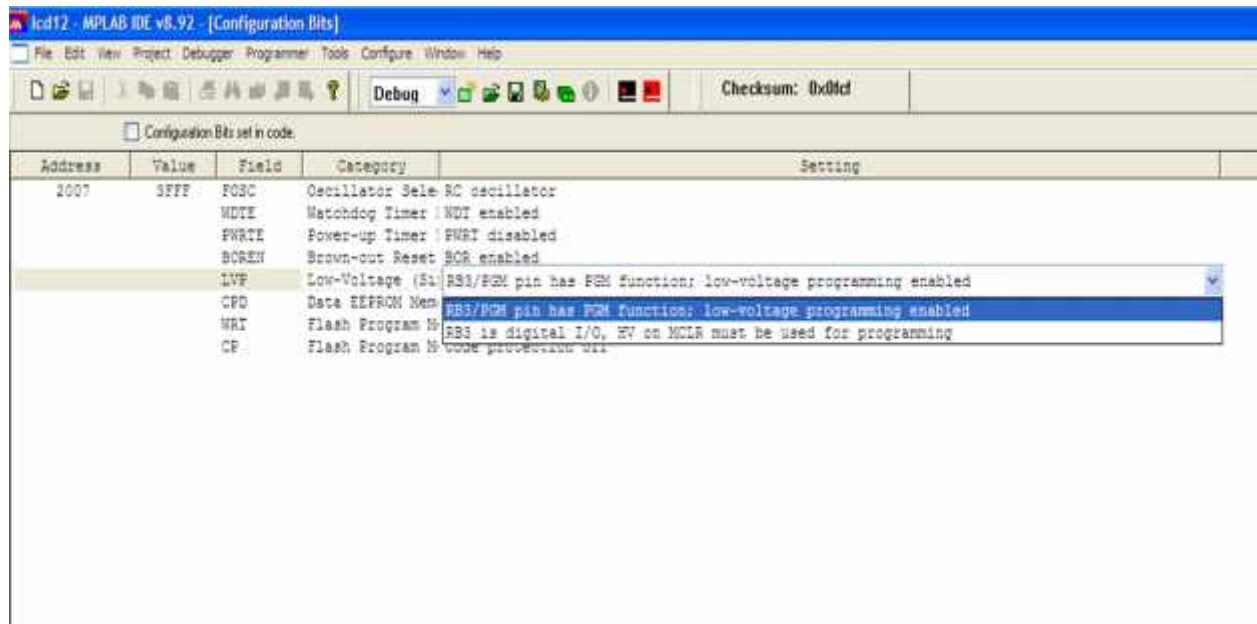 lcd12 - MPLAB IDE v8.92 - [Configuration Bits]
File Edit View Project Debugger Programmer Tools Configure Window Help
Debug Checksum: 0x0fcf
Configuration Bits set in code.
Address Value Field Category Setting
2007 3FFF FOSC Oscillator Sele RC oscillator
WDTE Watchdog Timer WDT enabled
PWRTE Power-up Timer PWRT disabled
BOREN Brown-out Reset BOR enabled
LVP Low-Voltage (Si RB3/PGM pin has PGM function; low-voltage programming enabled
CPD Data EEPROM Mem
RB3/PGM pin has PGM function; low-voltage programming enabled
WRT Flash Program M
RB3 is digital I/O, HV on MCLR must be used for programming
CP Flash Program M Code protection off